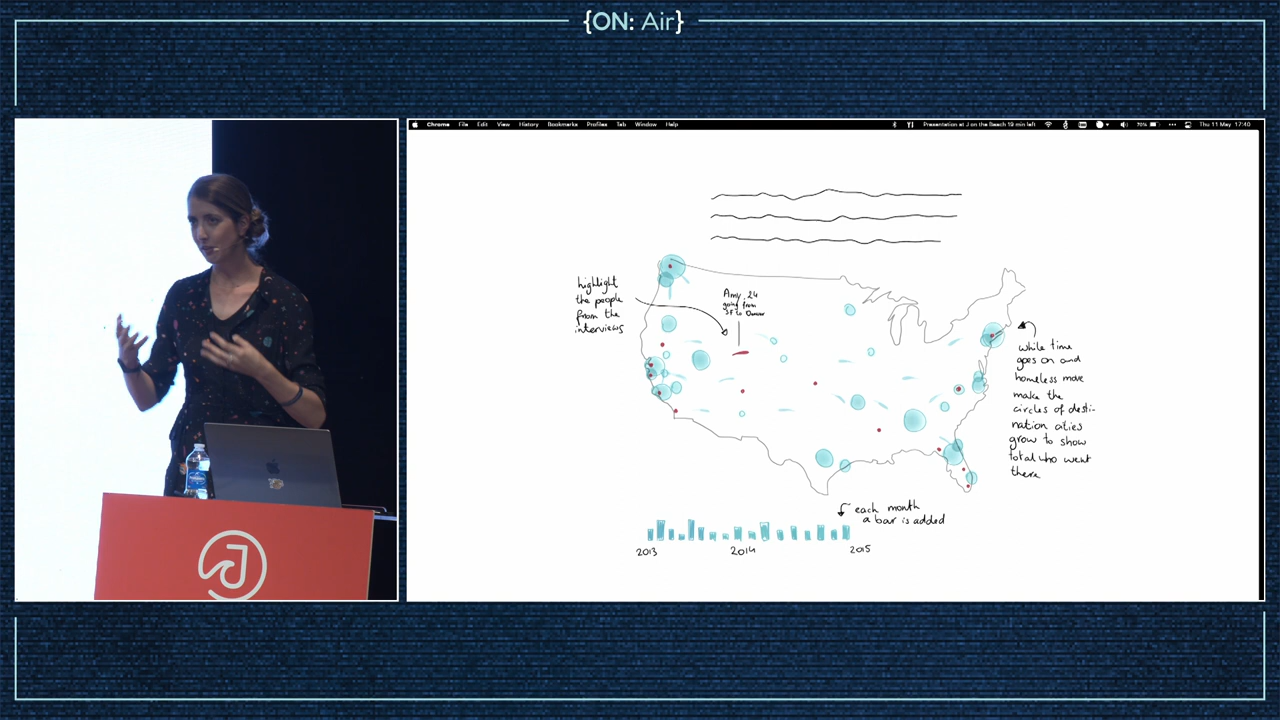 {ON: Air}
Chrome File Edit View History Bookmarks Profiles Tab Window Help
Presentation at J on the Beach 19 min left
70%
Thu 11 May 17:40
highlight
the people
from the
interviews
Amy, 24
going from
SF to Denver
while time
goes on and
homeless move
make the
circles of desti-
nation cities
grow to show
total who went
there
each month
a bar is added
2013 2014 2015
J